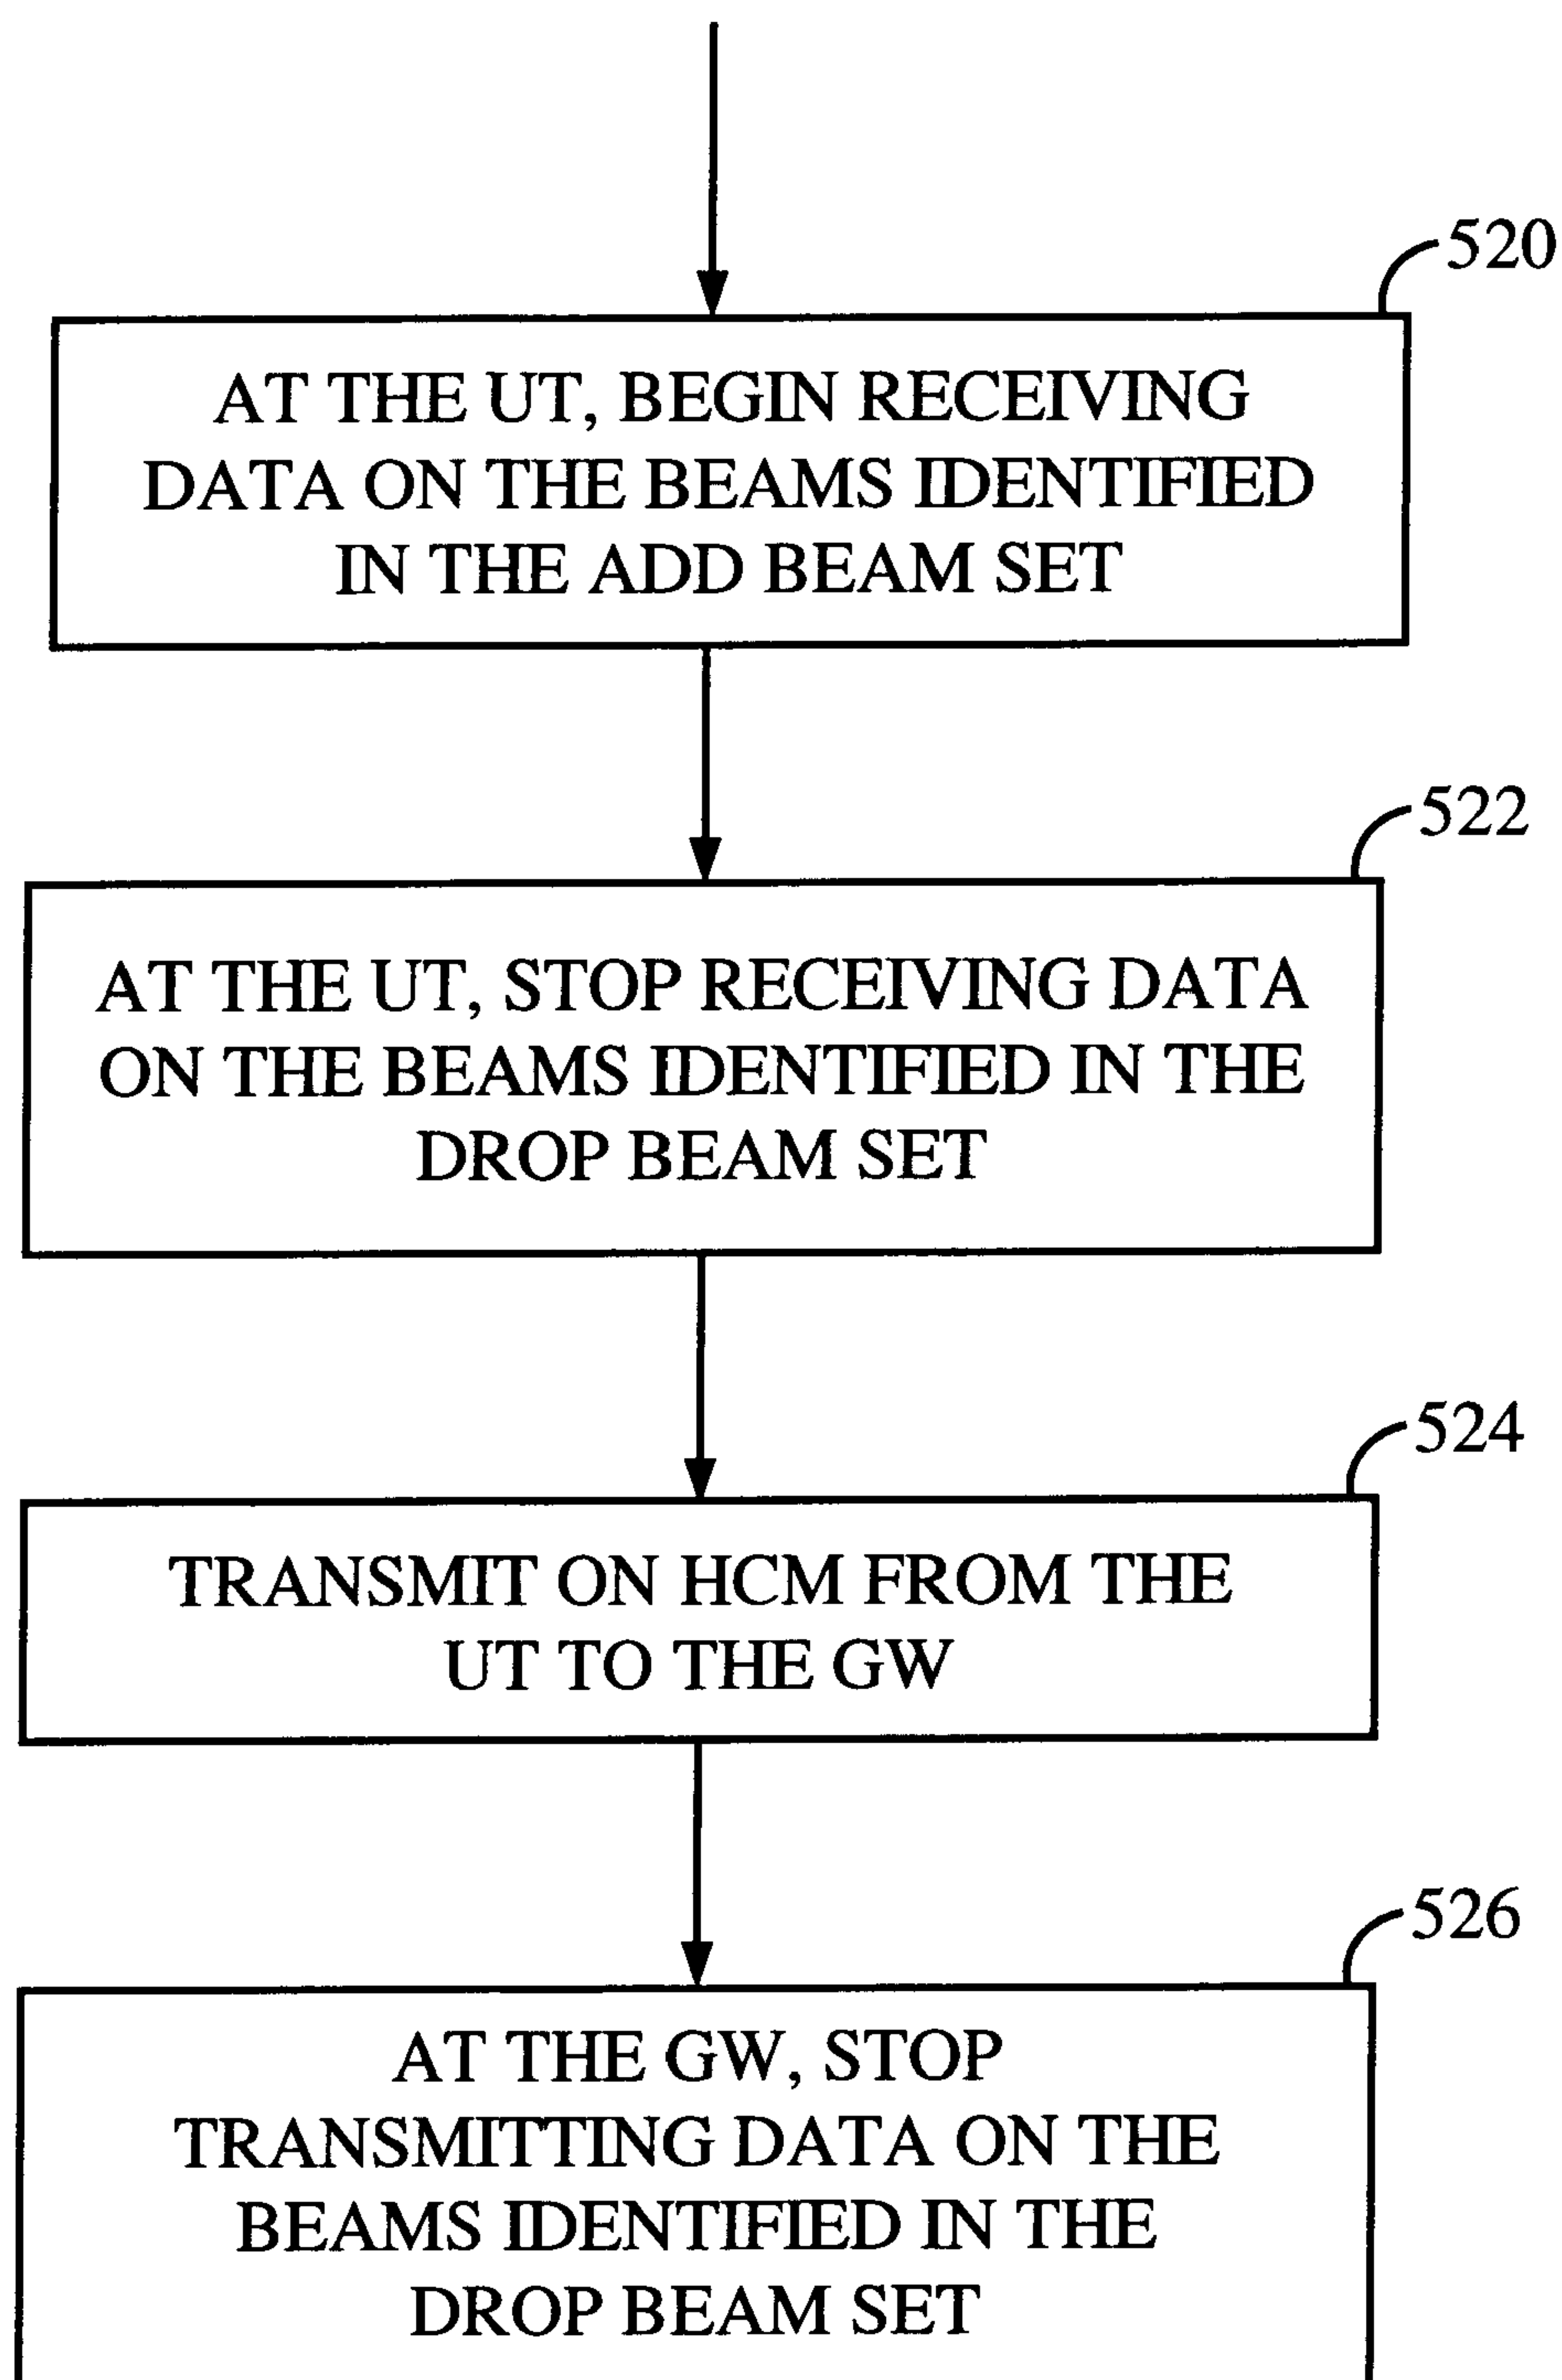 520
AT THE UT, BEGIN RECEIVING
DATA ON THE BEAMS IDENTIFIED
IN THE ADD BEAM SET
522
AT THE UT, STOP RECEIVING DATA
ON THE BEAMS IDENTIFIED IN THE
DROP BEAM SET
524
TRANSMIT ON HCM FROM THE
UT TO THE GW
526
AT THE GW, STOP
TRANSMITTING DATA ON THE
BEAMS IDENTIFIED IN THE
DROP BEAM SET